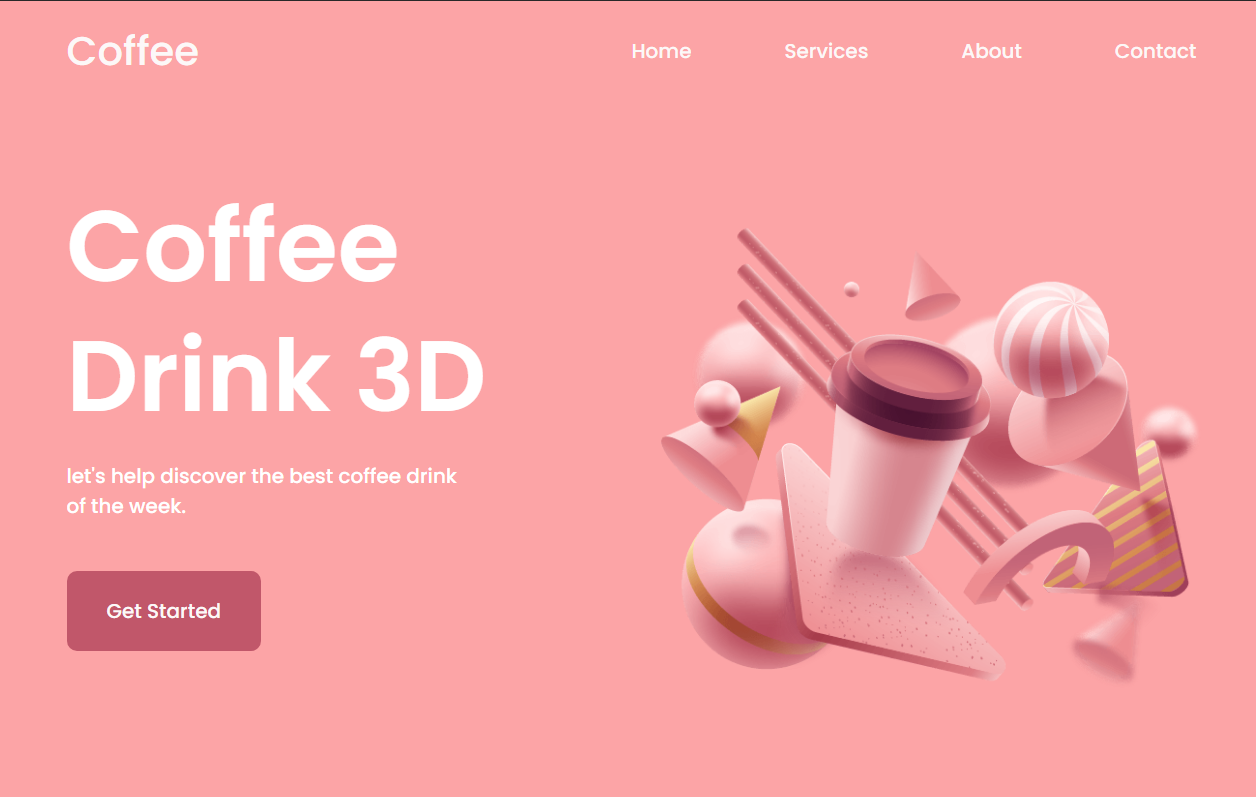 Coffee
Home Services About Contact
Coffee
Drink 3D
let's help discover the best coffee drink
of the week.
Get Started